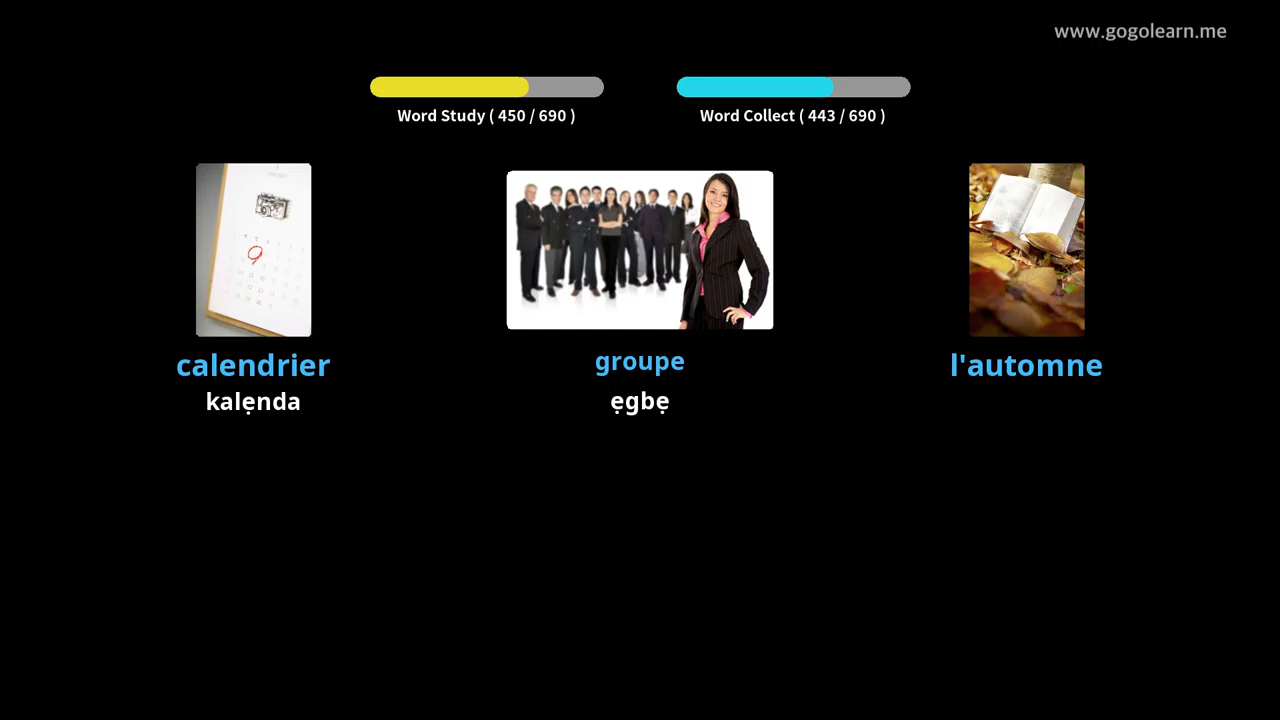 www.gogolearn.me
Word Study ( 450 / 690 )
Word Collect ( 443 / 690 )
calendrier
kalẹnda
groupe
ẹgbẹ
l'automne